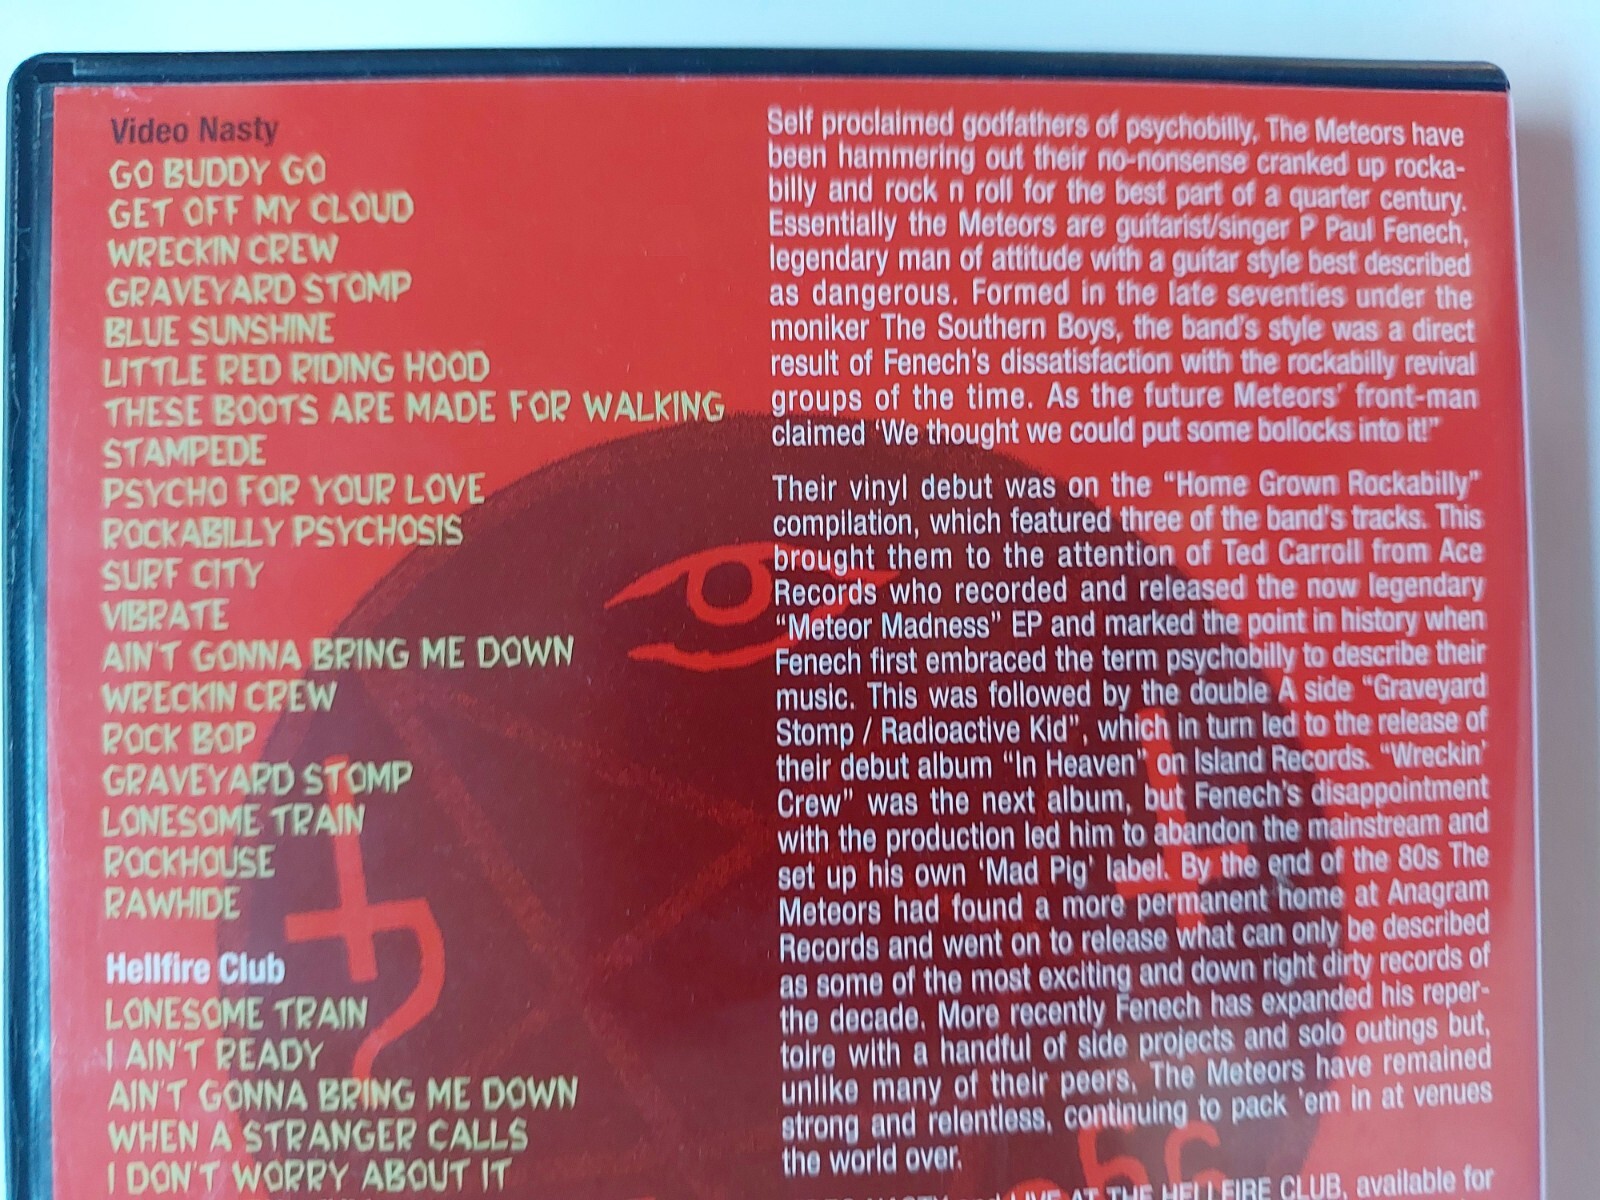 Video Nasty
GO BUDDY GO
GET OFF MY CLOUD
WRECKIN CREW
GRAVEYARD STOMP
BLUE SUNSHINE
LITTLE RED RIDING HOOD
THESE BOOTS ARE MADE FOR WALKING
STAMPEDE
PSYCHO FOR YOUR LOVE
ROCKABILLY PSYCHOSIS
SURF CITY
VIBRATE
AIN'T GONNA BRING ME DOWN
WRECKIN CREW
ROCK BOP
GRAVEYARD STOMP
LONESOME TRAIN
ROCKHOUSE
RAWHIDE
Hellfire Club
LONESOME TRAIN
I AIN'T READY
AIN'T GONNA BRING ME DOWN
WHEN A STRANGER CALLS
I DON'T WORRY ABOUT IT
Self proclaimed godfathers of psychobilly, The Meteors have
been hammering out their no-nonsense cranked up rocka-
billy and rock n roll for the best part of a quarter century.
Essentially the Meteors are guitarist/singer P Paul Fenech,
legendary man of attitude with a guitar style best described
as dangerous. Formed in the late seventies under the
moniker The Southern Boys, the band's style was a direct
result of Fenech's dissatisfaction with the rockabilly revival
groups of the time. As the future Meteors' front-man
claimed 'We thought we could put some bollocks into it!"
Their vinyl debut was on the "Home Grown Rockabilly"
compilation, which featured three of the band's tracks. This
brought them to the attention of Ted Carroll from Ace
Records who recorded and released the now legendary
"Meteor Madness" EP and marked the point in history when
Fenech first embraced the term psychobilly to describe their
music. This was followed by the double A side "Graveyard
Stomp / Radioactive Kid", which in turn led to the release of
their debut album "In Heaven" on Island Records. "Wreckin'
Crew" was the next album, but Fenech's disappointment
with the production led him to abandon the mainstream and
set up his own 'Mad Pig' label. By the end of the 80s The
Meteors had found a more permanent home at Anagram
Records and went on to release what can only be described
as some of the most exciting and down right dirty records of
the decade. More recently Fenech has expanded his reper-
toire with a handful of side projects and solo outings but,
unlike many of their peers, The Meteors have remained
strong and relentless, continuing to pack 'em in at venues
the world over.
NASTY and LIVE AT THE HELLFIRE CLUB, available for